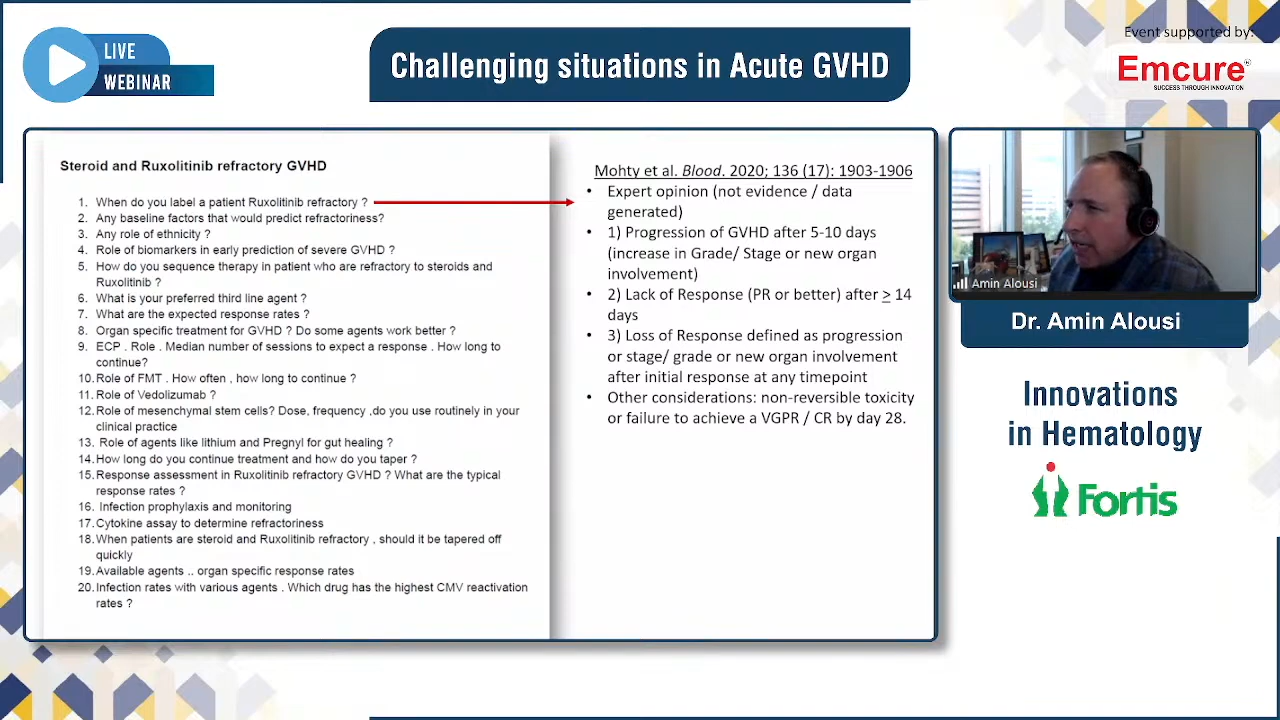 LIVE
WEBINAR
Challenging situations in Acute GVHD
Event supported by:
Emcure®
SUCCESS THROUGH INNOVATION
Steroid and Ruxolitinib refractory GVHD
1. When do you label a patient Ruxolitinib refractory ?
2. Any baseline factors that would predict refractoriness?
3. Any role of ethnicity ?
4. Role of biomarkers in early prediction of severe GVHD ?
5. How do you sequence therapy in patient who are refractory to steroids and
Ruxolitinib ?
6. What is your preferred third line agent ?
7. What are the expected response rates ?
8. Organ specific treatment for GVHD ? Do some agents work better ?
9. ECP . Role . Median number of sessions to expect a response . How long to
continue?
10. Role of FMT . How often , how long to continue ?
11. Role of Vedolizumab ?
12. Role of mesenchymal stem cells? Dose, frequency ,do you use routinely in your
clinical practice
13. Role of agents like lithium and Pregnyl for gut healing ?
14. How long do you continue treatment and how do you taper ?
15. Response assessment in Ruxolitinib refractory GVHD ? What are the typical
response rates ?
16. Infection prophylaxis and monitoring
17. Cytokine assay to determine refractoriness
18. When patients are steroid and Ruxolitinib refractory , should it be tapered off
quickly
19. Available agents .. organ specific response rates
20. Infection rates with various agents . Which drug has the highest CMV reactivation
rates ?
Mohty et al. Blood. 2020; 136 (17): 1903-1906
• Expert opinion (not evidence / data
generated)
• 1) Progression of GVHD after 5-10 days
(increase in Grade/ Stage or new organ
involvement)
• 2) Lack of Response (PR or better) after ≥ 14
days
• 3) Loss of Response defined as progression
or stage/ grade or new organ involvement
after initial response at any timepoint
• Other considerations: non-reversible toxicity
or failure to achieve a VGPR / CR by day 28.
Amin Alousi
Dr. Amin Alousi
Innovations
in Hematology
Fortis